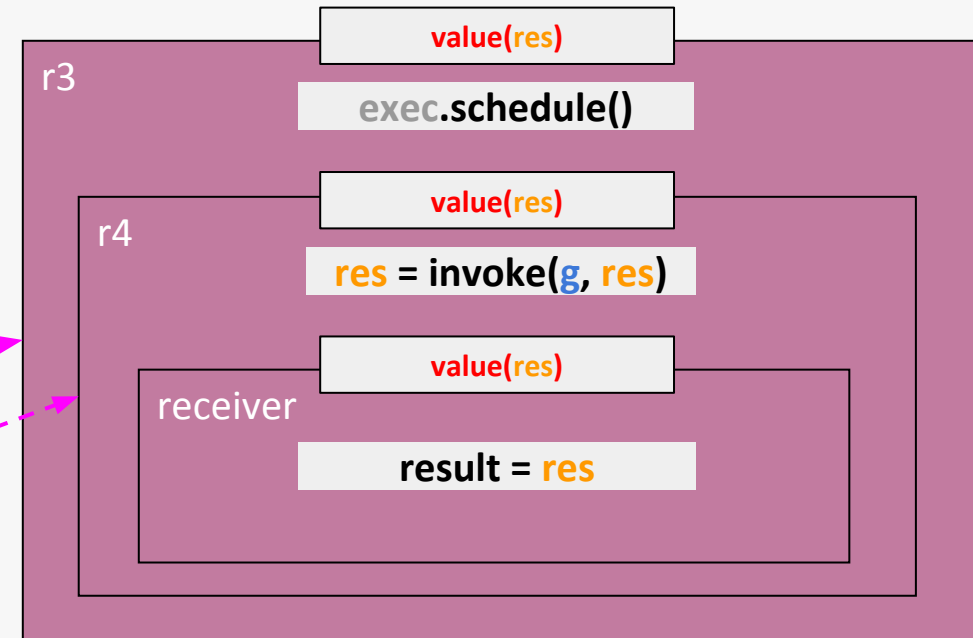 value(res)
r3
exec.schedule()
value(res)
r4
res = invoke(g, res)
value(res)
receiver
result = res